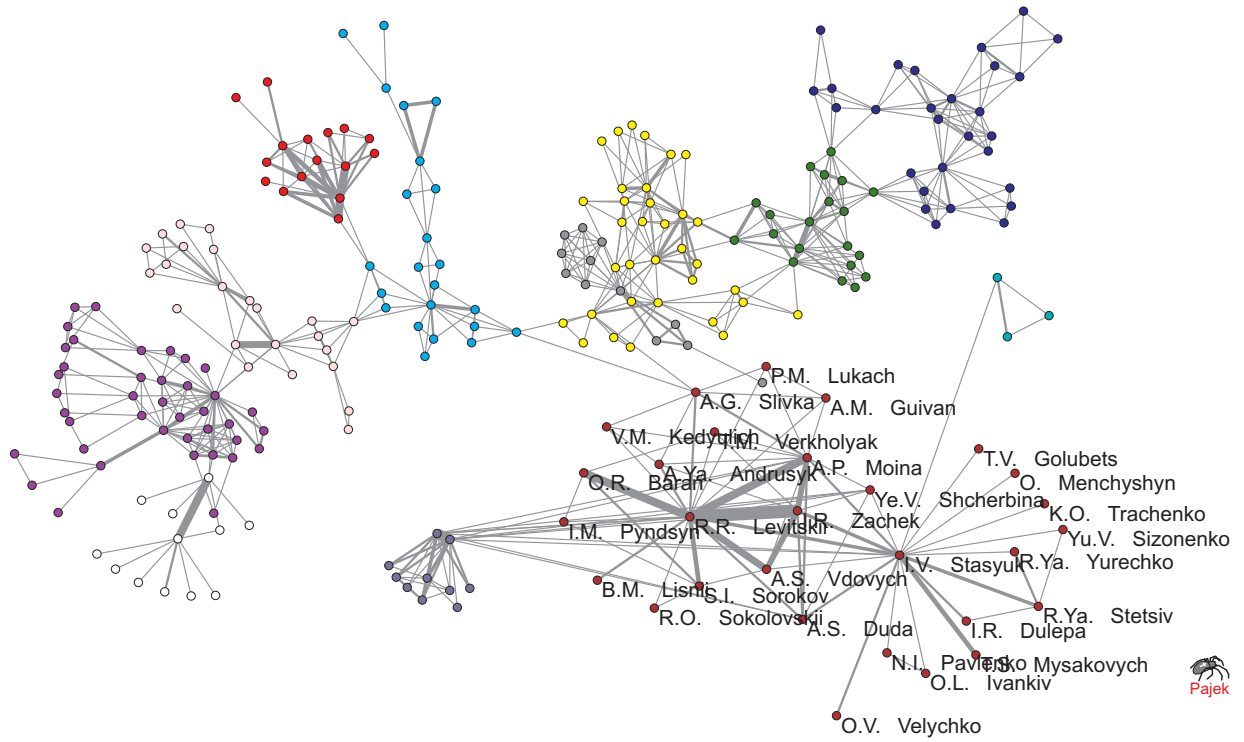 P.M. Lukach
A.G. Slivka
A.M. Guivan
V.M. Kedyulich
T.M. Verkholyak
T.V. Golubets
A.Ya. Andrusyk
A.P. Moina
O.R. Baran
O. Menchyshyn
Ye.V. Shcherbina
K.O. Trachenko
I.M. Pyndsyn
R.R. Levitskii
I.R. Zachek
Yu.V. Sizonenko
I.V. Stasyuk
R.Ya. Yurechko
A.S. Vdovych
B.M. Lisnii
S.I. Sorokov
R.O. Sokolovskii
R.Ya. Stetsiv
A.S. Duda
I.R. Dulepa
N.I. Pavlenko
T.S. Mysakovych
O.L. Ivankiv
Pajek
O.V. Velychko